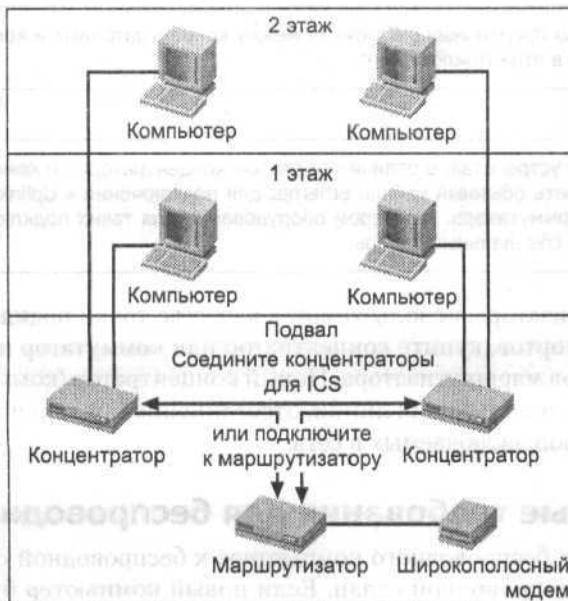 2 этаж
Компьютер
Компьютер
1 этаж
Компьютер
Компьютер
Подвал
Соедините концентраторы
для ICS
Концентратор
или подключите
к маршрутизатору
Концентратор
Маршрутизатор
Широкополосный
модем